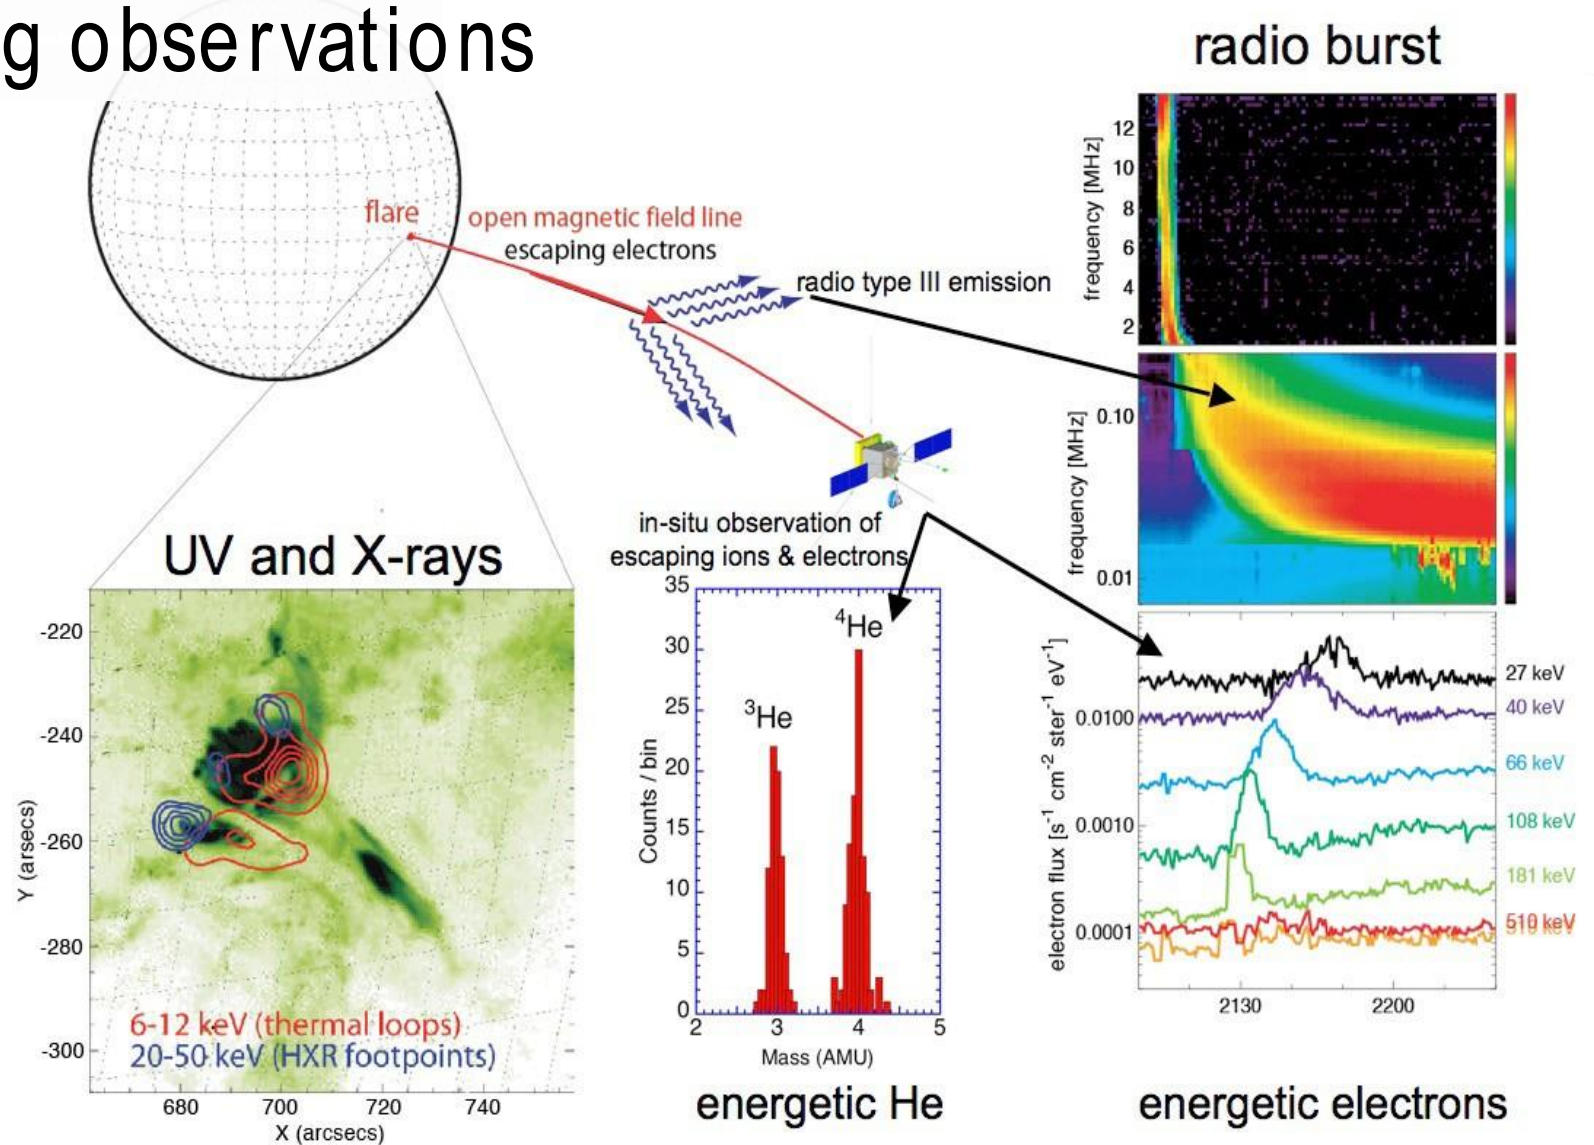 g observations
radio burst
flare
open magnetic field line
escaping electrons
radio type III emission
frequency [MHz]
12
10
8
6
4
2
frequency [MHz]
0.10
0.01
in-situ observation of
escaping ions & electrons
UV and X-rays
Y (arsecs)
-220
-240
-260
-280
-300
6-12 keV (thermal loops)
20-50 keV (HXR footpoints)
680 700 720 740
X (arcsecs)
Counts / bin
35
30
25
20
15
10
5
0
³He
⁴He
2 3 4 5
Mass (AMU)
energetic He
electron flux [s⁻¹ cm⁻² ster⁻¹ eV⁻¹]
0.0100
0.0010
0.0001
27 keV
40 keV
66 keV
108 keV
181 keV
510 keV
2130 2200
energetic electrons